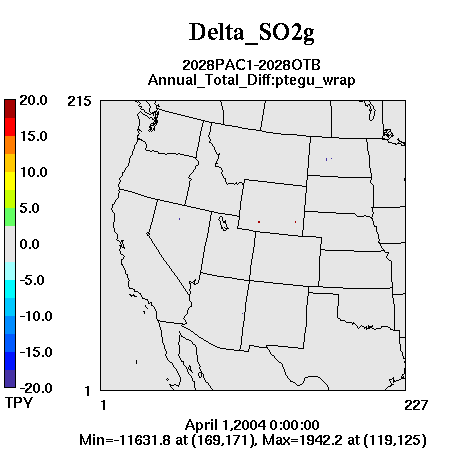 Delta_SO2g
2028PAC1-2028OTB
Annual_Total_Diff:ptegu_wrap
20.0
15.0
10.0
5.0
0.0
-5.0
-10.0
-15.0
-20.0
TPY
215
1
1
227
April 1,2004 0:00:00
Min=-11631.8 at (169,171), Max=1942.2 at (119,125)